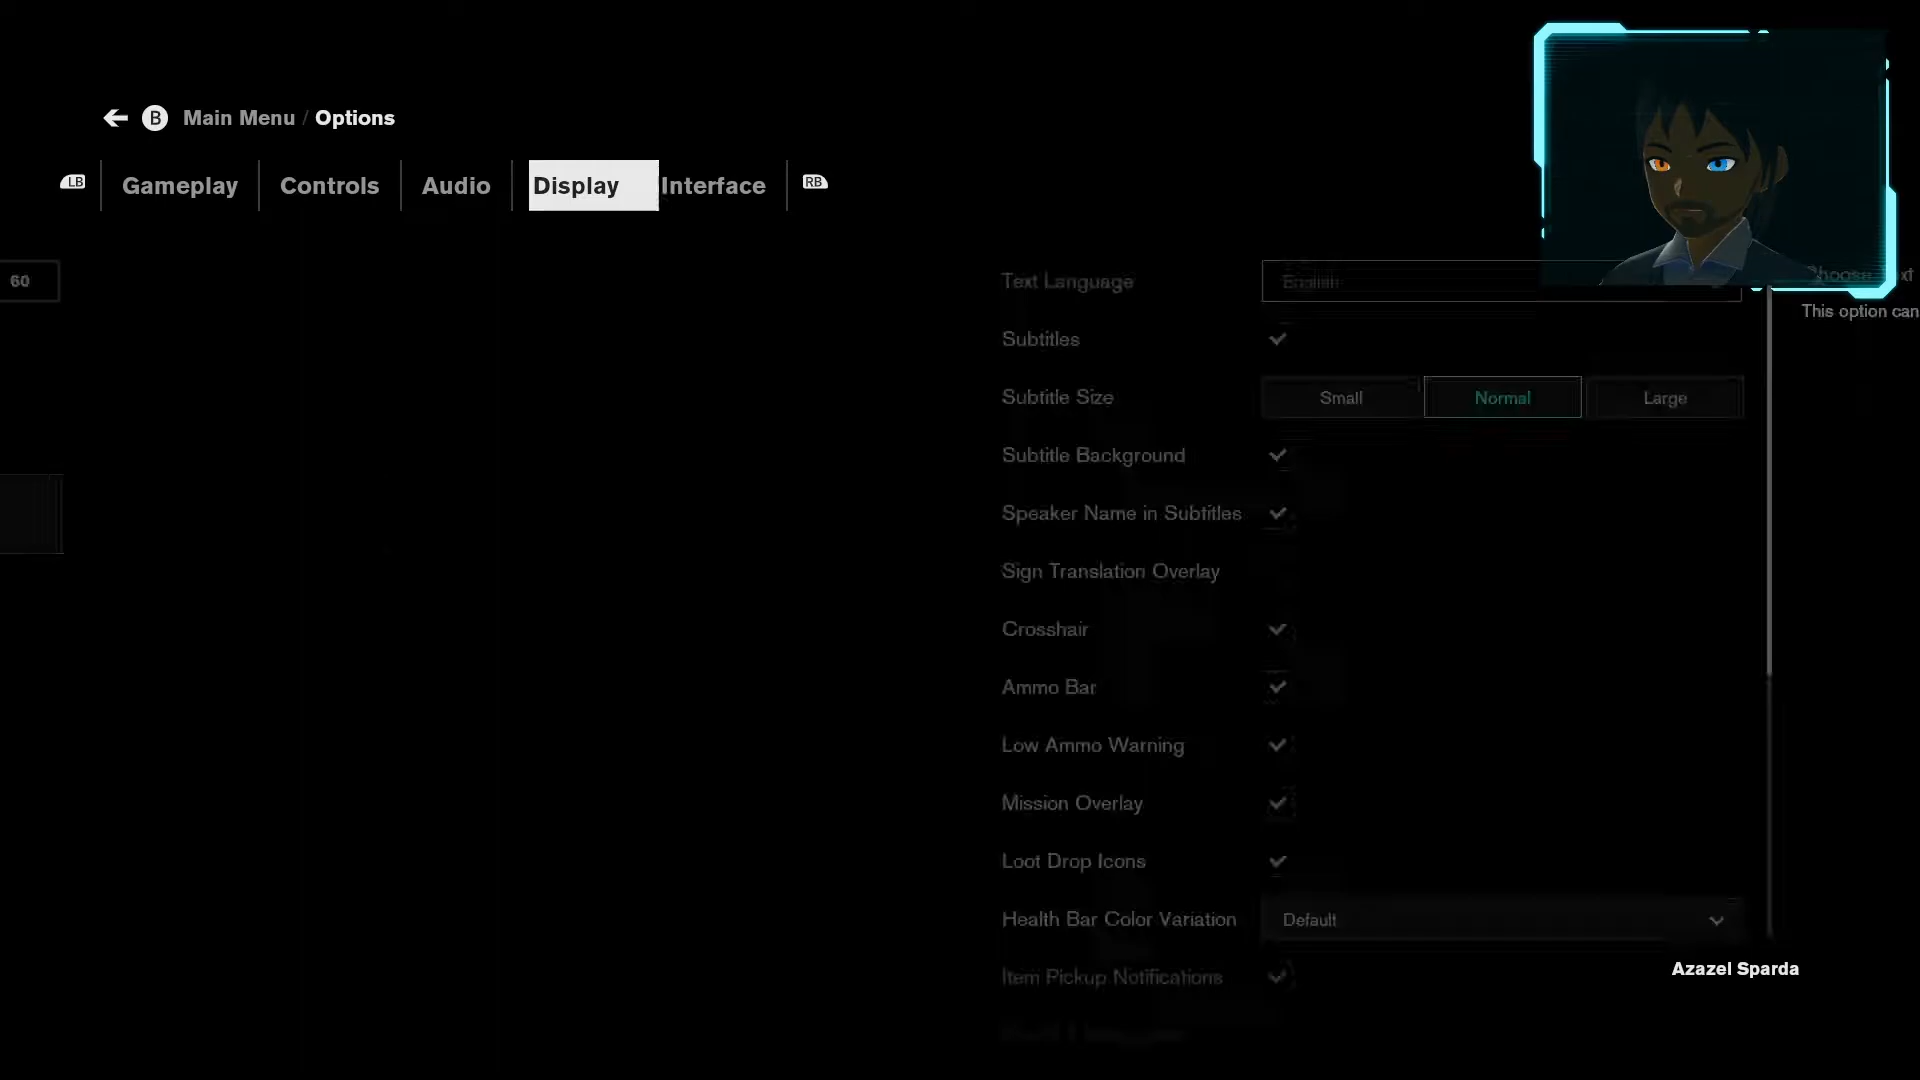 B Main Menu / Options
LB Gameplay Controls Audio Display Interface RB
60
Text Language English
This option can
Subtitles
Subtitle Size Small Normal Large
Subtitle Background
Speaker Name in Subtitles
Sign Translation Overlay
Crosshair
Ammo Bar
Low Ammo Warning
Mission Overlay
Loot Drop Icons
Health Bar Color Variation Default
Azazel Sparda
Item Pickup Notifications